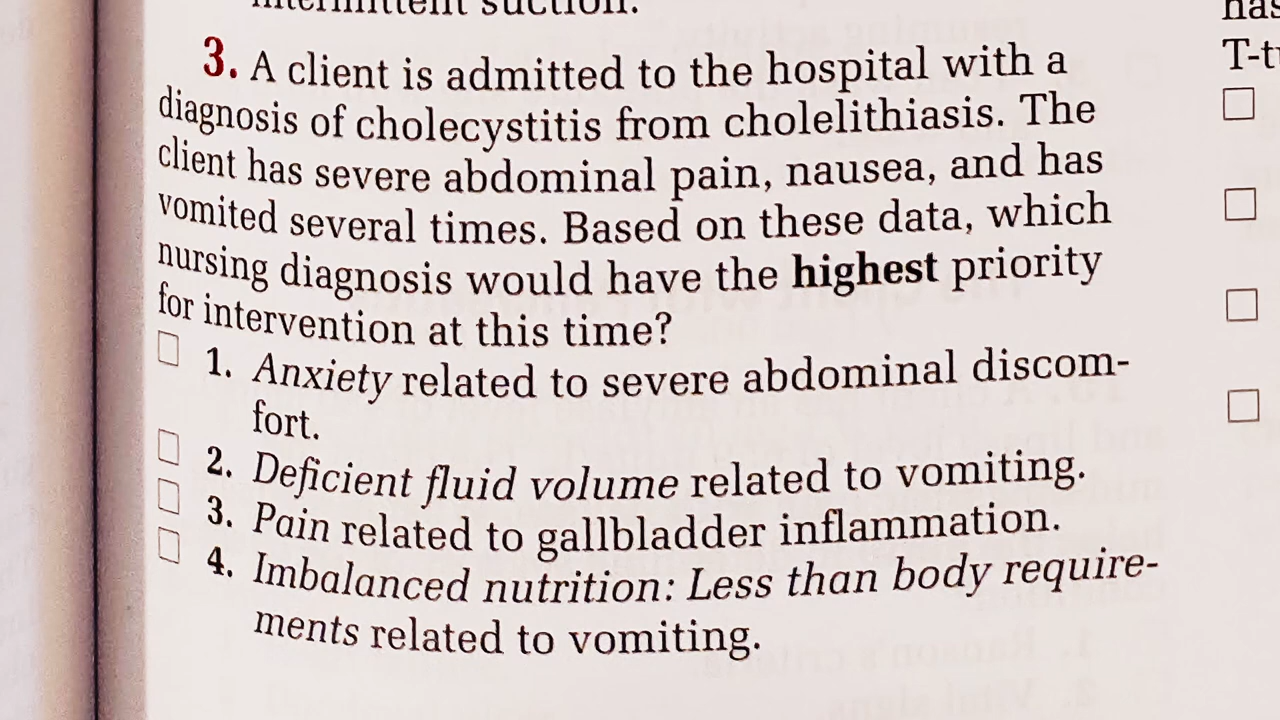 intermittent suction.
3. A client is admitted to the hospital with a
diagnosis of cholecystitis from cholelithiasis. The
client has severe abdominal pain, nausea, and has
vomited several times. Based on these data, which
nursing diagnosis would have the highest priority
for intervention at this time?
1. Anxiety related to severe abdominal discom-
fort.
2. Deficient fluid volume related to vomiting.
3. Pain related to gallbladder inflammation.
4. Imbalanced nutrition: Less than body require-
ments related to vomiting.
has